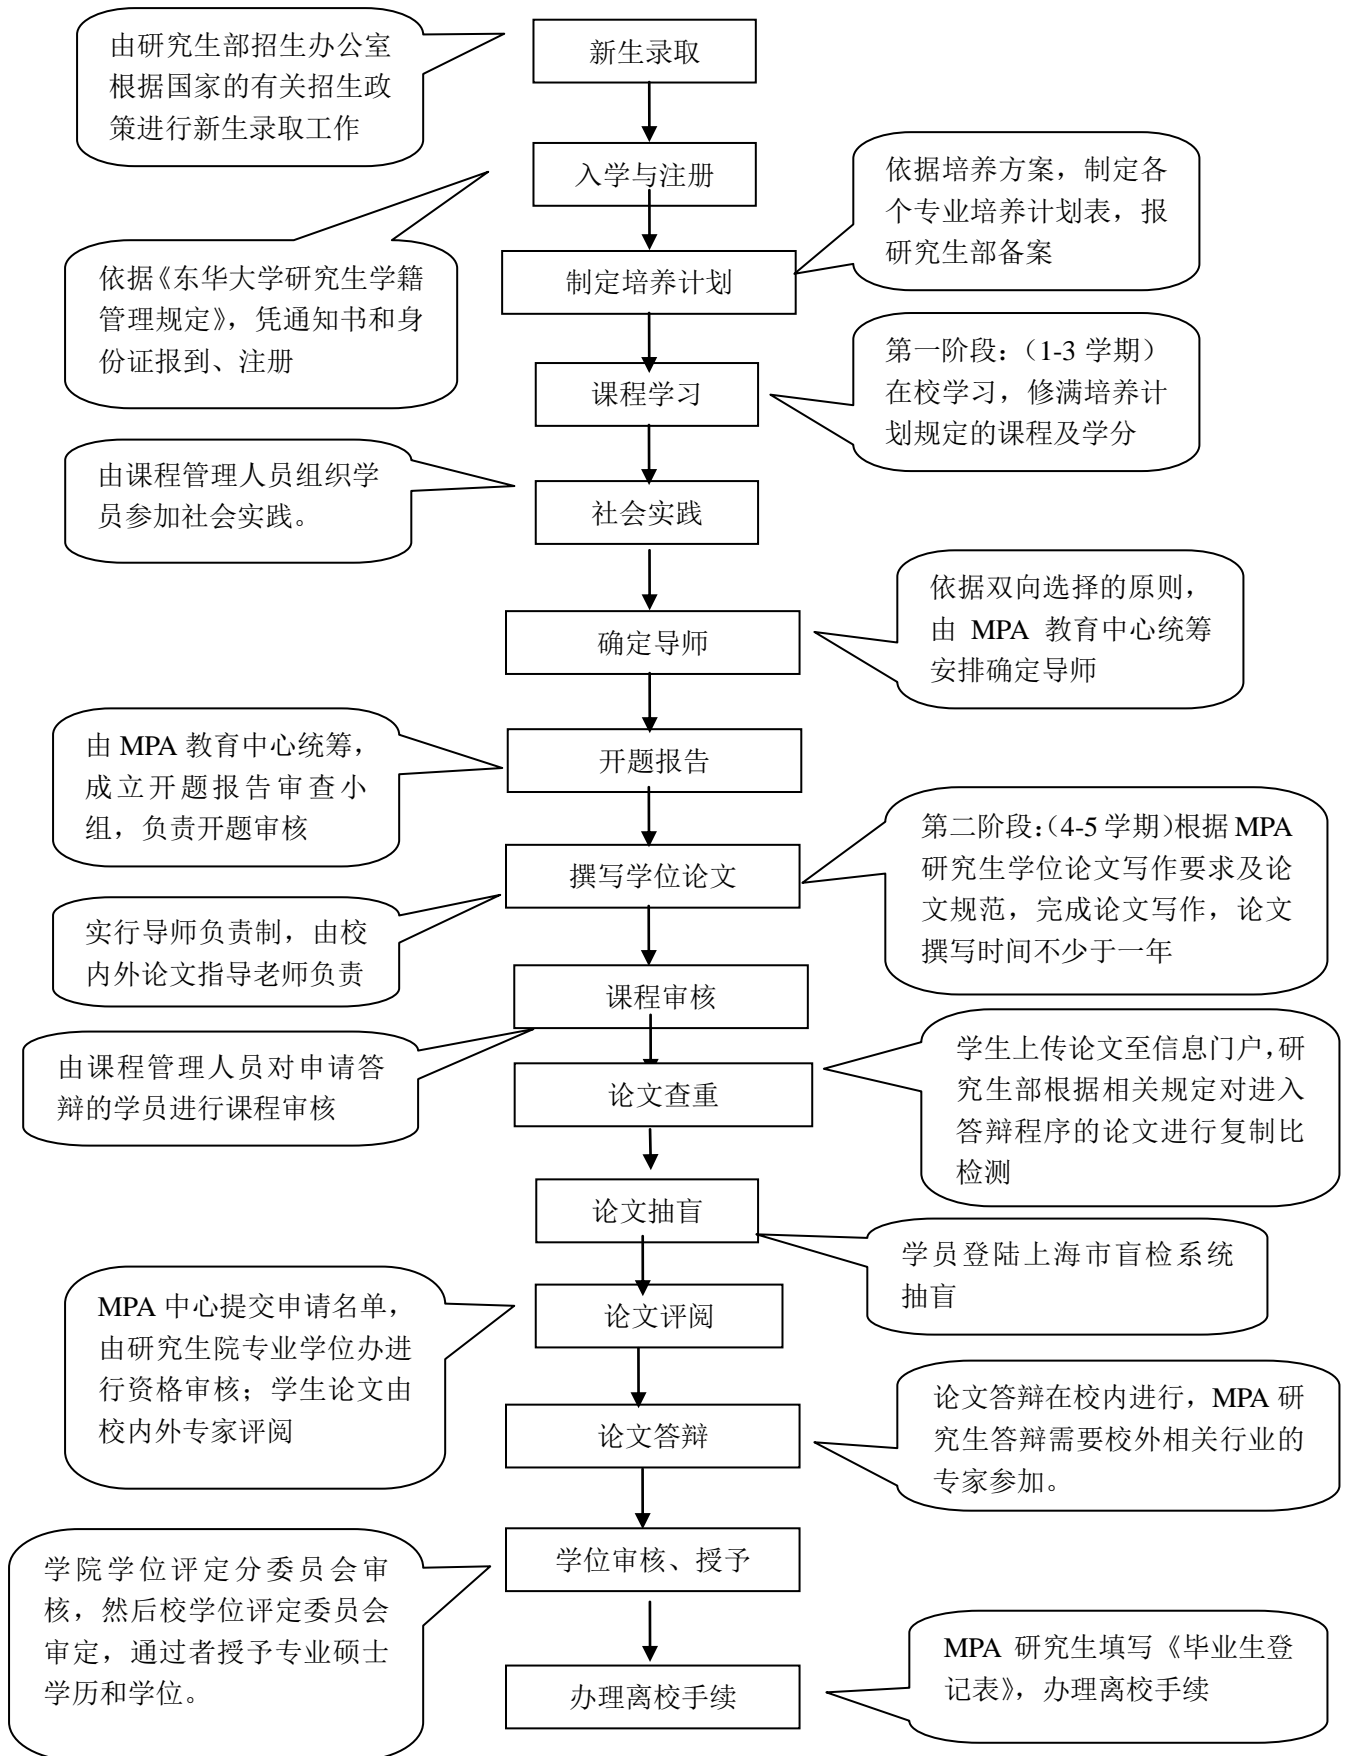 由研究生部招生办公室
根据国家的有关招生政
策进行新生录取工作
新生录取
入学与注册
依据《东华大学研究生学籍
管理规定》，凭通知书和身
份证报到、注册
依据培养方案，制定各
个专业培养计划表，报
研究生部备案
制定培养计划
第一阶段：（1-3 学期）
在校学习，修满培养计
划规定的课程及学分
课程学习
由课程管理人员组织学
员参加社会实践。
社会实践
依据双向选择的原则，
由 MPA 教育中心统筹
安排确定导师
确定导师
由 MPA 教育中心统筹，
成立开题报告审查小
组，负责开题审核
开题报告
第二阶段：（4-5 学期）根据 MPA
研究生学位论文写作要求及论
文规范，完成论文写作，论文
撰写时间不少于一年
撰写学位论文
实行导师负责制，由校
内外论文指导老师负责
课程审核
由课程管理人员对申请答
辩的学员进行课程审核
学生上传论文至信息门户，研
究生部根据相关规定对进入
答辩程序的论文进行复制比
检测
论文查重
论文抽盲
学员登陆上海市盲检系统
抽盲
MPA 中心提交申请名单，
由研究生院专业学位办进
行资格审核；学生论文由
校内外专家评阅
论文评阅
论文答辩在校内进行，MPA 研
究生答辩需要校外相关行业的
专家参加。
论文答辩
学院学位评定分委员会审
核，然后校学位评定委员会
审定，通过者授予专业硕士
学历和学位。
学位审核、授予
MPA 研究生填写《毕业生登
记表》，办理离校手续
办理离校手续